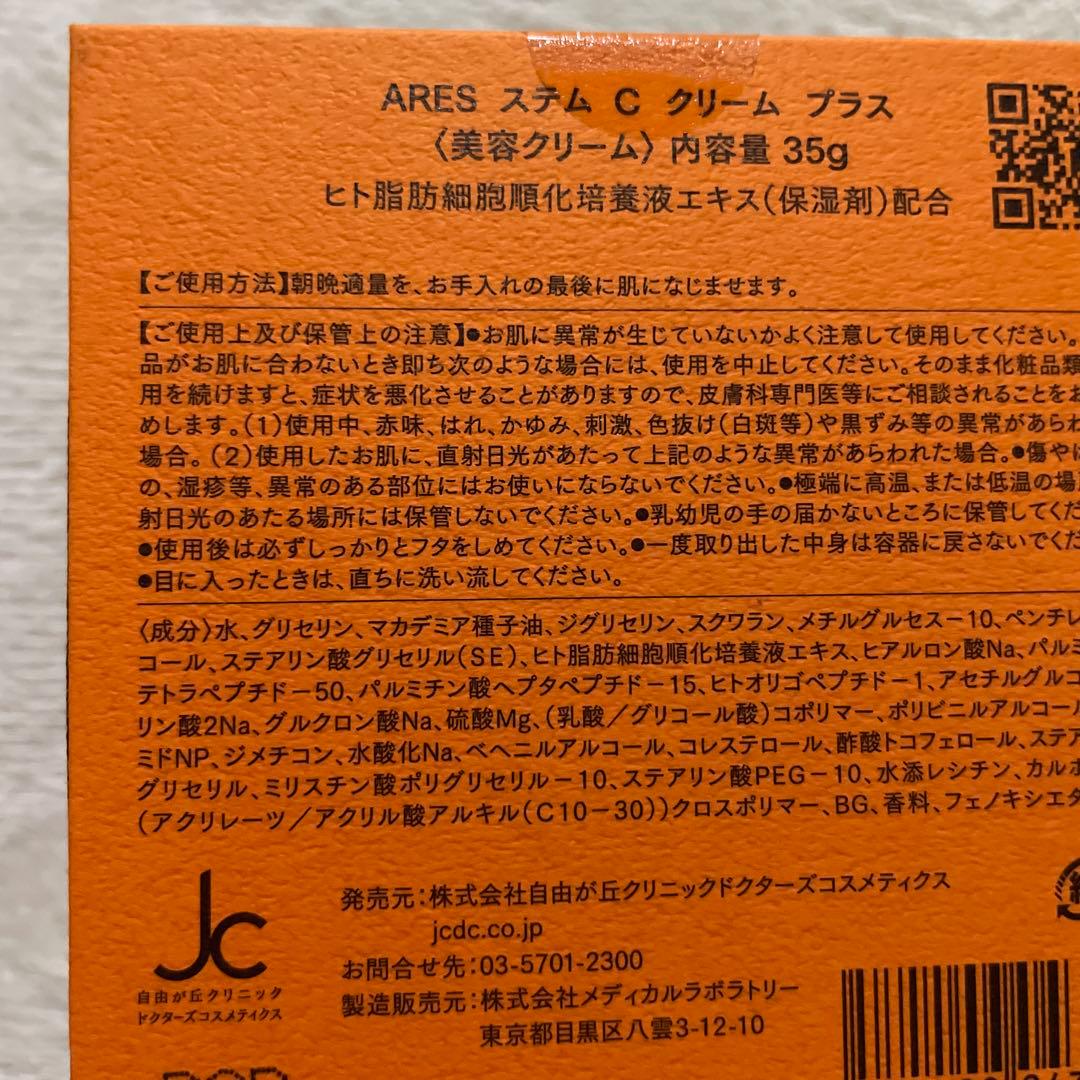 ARES ステム C クリーム プラス
〈美容クリーム〉内容量 35g
ヒト脂肪細胞順化培養液エキス(保湿剤)配合
【ご使用方法】朝晩適量を、お手入れの最後に肌になじませます。
【ご使用上及び保管上の注意】●お肌に異常が生じていないかよく注意して使用してください。
品がお肌に合わないとき即ち次のような場合には、使用を中止してください。そのまま化粧品類
用を続けますと、症状を悪化させることがありますので、皮膚科専門医等にご相談されることをお
めします。(1)使用中、赤味、はれ、かゆみ、刺激、色抜け(白斑等)や黒ずみ等の異常があらわ
場合。(2)使用したお肌に、直射日光があたって上記のような異常があらわれた場合。●傷や
の、湿疹等、異常のある部位にはお使いにならないでください。●極端に高温、または低温の場
射日光のあたる場所には保管しないでください。●乳幼児の手の届かないところに保管してくだ
●使用後は必ずしっかりとフタをしめてください。●一度取り出した中身は容器に戻さないでくだ
●目に入ったときは、直ちに洗い流してください。
〈成分〉水、グリセリン、マカデミア種子油、ジグリセリン、スクワラン、メチルグルセス-10、ペンチレ
コール、ステアリン酸グリセリル(SE)、ヒト脂肪細胞順化培養液エキス、ヒアルロン酸Na、パルミ
テトラペプチド-50、パルミチン酸ヘプタペプチド-15、ヒトオリゴペプチド-1、アセチルグルコ
リン酸2Na、グルクロン酸Na、硫酸Mg、(乳酸/グリコール酸)コポリマー、ポリビニルアルコール
ミドNP、ジメチコン、水酸化Na、ベヘニルアルコール、コレステロール、酢酸トコフェロール、ステア
グリセリル、ミリスチン酸ポリグリセリル-10、ステアリン酸PEG-10、水添レシチン、カルボ
(アクリレーツ/アクリル酸アルキル(C10-30))クロスポリマー、BG、香料、フェノキシエタ
Jc
自由が丘クリニック
ドクターズコスメティクス
発売元:株式会社自由が丘クリニックドクターズコスメティクス
jcdc.co.jp
お問合せ先:03-5701-2300
製造販売元:株式会社メディカルラボラトリー
東京都目黒区八雲3-12-10